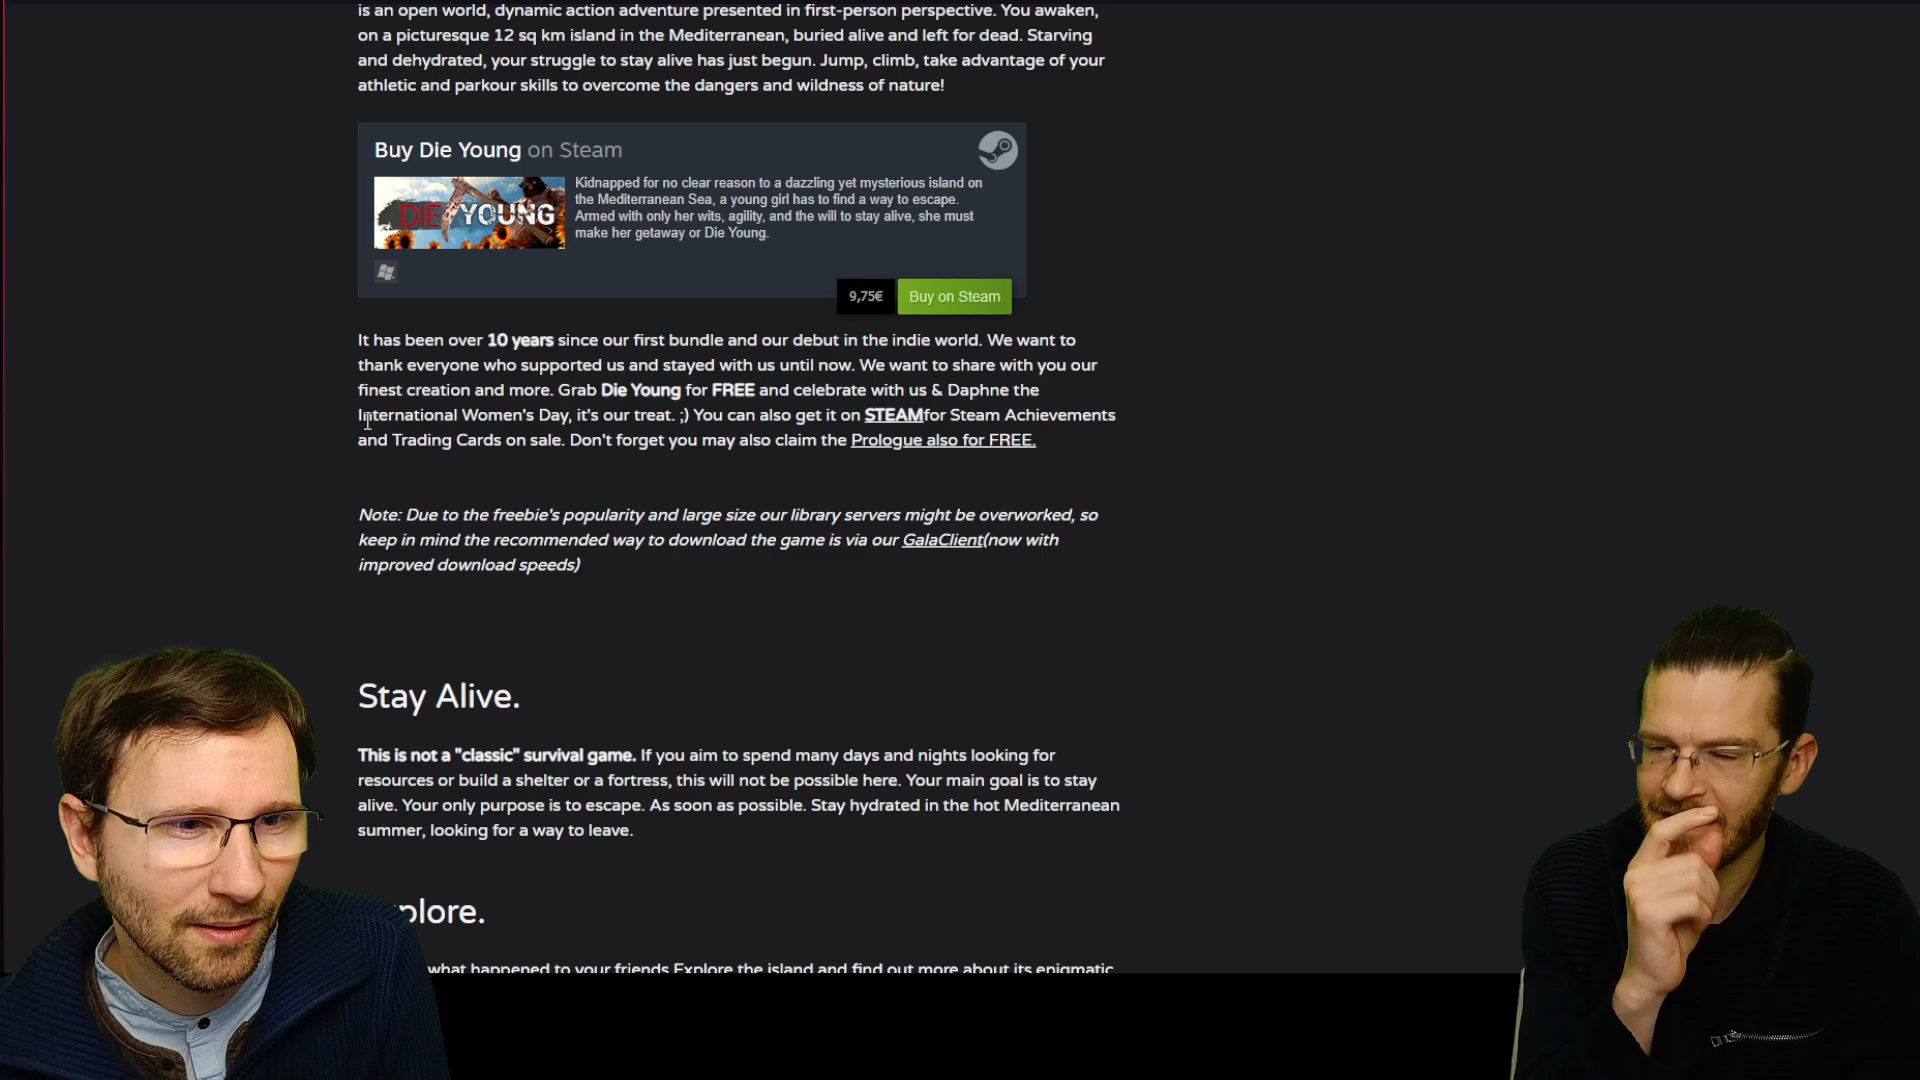 is an open world, dynamic action adventure presented in first-person perspective. You awaken,
on a picturesque 12 sq km island in the Mediterranean, buried alive and left for dead. Starving
and dehydrated, your struggle to stay alive has just begun. Jump, climb, take advantage of your
athletic and parkour skills to overcome the dangers and wildness of nature!
Buy Die Young on Steam
DIE YOUNG
Kidnapped for no clear reason to a dazzling yet mysterious island on
the Mediterranean Sea, a young girl has to find a way to escape.
Armed with only her wits, agility, and the will to stay alive, she must
make her getaway or Die Young.
9,75€ Buy on Steam
It has been over 10 years since our first bundle and our debut in the indie world. We want to
thank everyone who supported us and stayed with us until now. We want to share with you our
finest creation and more. Grab Die Young for FREE and celebrate with us & Daphne the
International Women's Day, it's our treat. ;) You can also get it on STEAMfor Steam Achievements
and Trading Cards on sale. Don't forget you may also claim the Prologue also for FREE.
Note: Due to the freebie's popularity and large size our library servers might be overworked, so
keep in mind the recommended way to download the game is via our GalaClient(now with
improved download speeds)
Stay Alive.
This is not a "classic" survival game. If you aim to spend many days and nights looking for
resources or build a shelter or a fortress, this will not be possible here. Your main goal is to stay
alive. Your only purpose is to escape. As soon as possible. Stay hydrated in the hot Mediterranean
summer, looking for a way to leave.
plore.
what happened to your friends Explore the island and find out more about its enigmatic